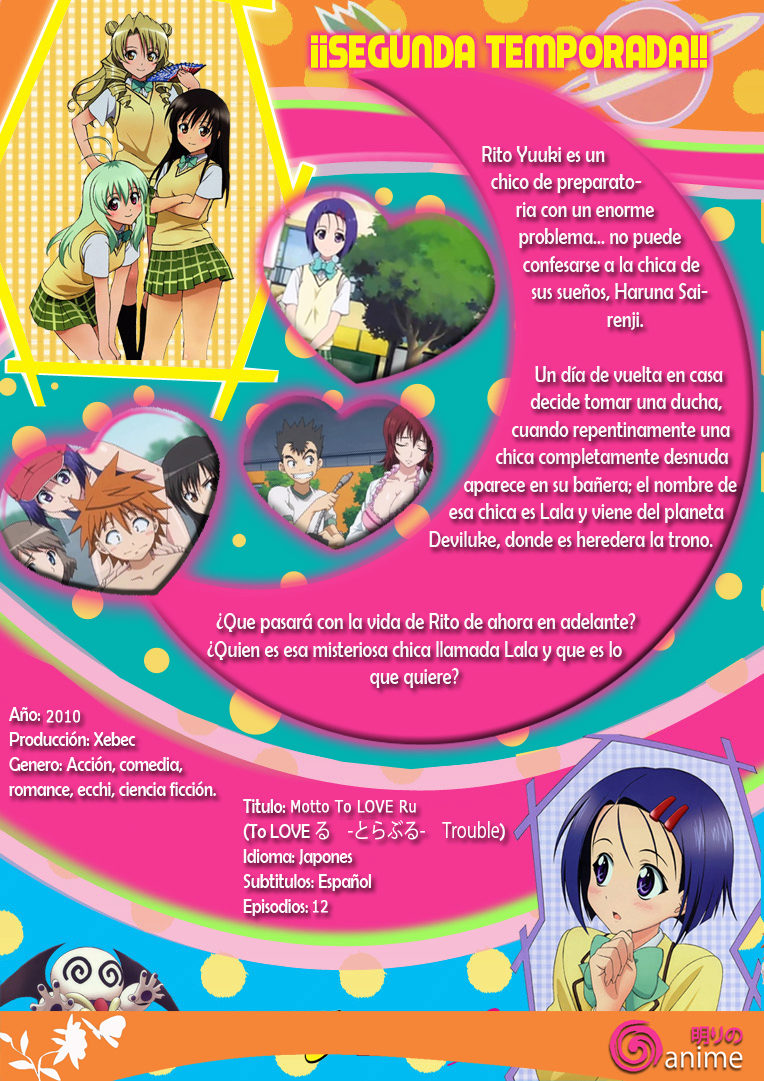 ¡¡SEGUNDA TEMPORADA!!
Rito Yuuki es un
chico de preparato-
ria con un enorme
problema... no puede
confesarse a la chica de
sus sueños, Haruna Sai-
renji.
Un día de vuelta en casa
decide tomar una ducha,
cuando repentinamente una
chica completamente desnuda
aparece en su bañera; el nombre de
esa chica es Lala y viene del planeta
Deviluke, donde es heredera la trono.
¿Que pasará con la vida de Rito de ahora en adelante?
¿Quien es esa misteriosa chica llamada Lala y que es lo
que quiere?
Año: 2010
Producción: Xebec
Genero: Acción, comedia,
romance, ecchi, ciencia ficción.
Titulo: Motto To LOVE Ru
(To LOVE る -とらぶる- Trouble)
Idioma: Japones
Subtitulos: Español
Episodios: 12
明りの
anime